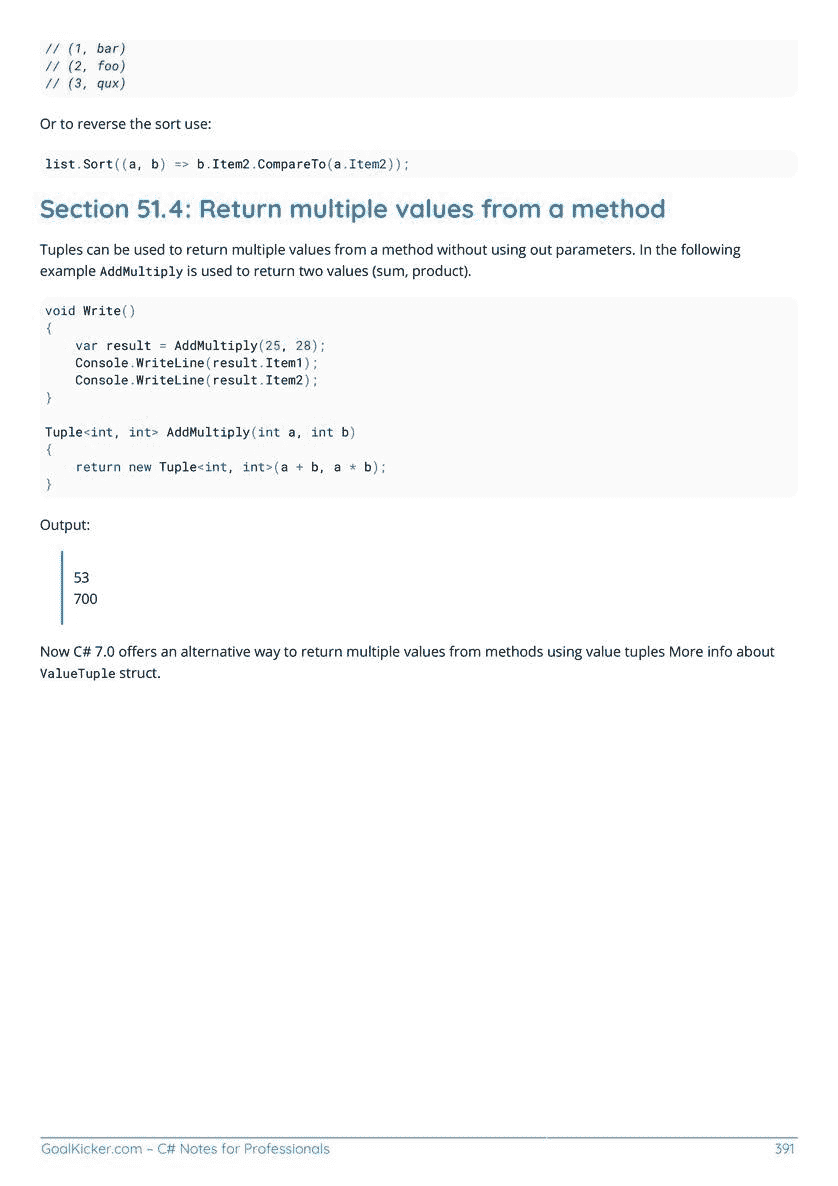 // (1, bar)
// (2, foo)
// (3, qux)
Or to reverse the sort use:
list.Sort((a, b) => b.Item2.CompareTo(a.Item2));
Section 51.4: Return multiple values from a method
Tuples can be used to return multiple values from a method without using out parameters. In the following
example AddMultiply is used to return two values (sum, product).
void Write()
{
    var result = AddMultiply(25, 28);
    Console.WriteLine(result.Item1);
    Console.WriteLine(result.Item2);
}
Tuple<int, int> AddMultiply(int a, int b)
{
    return new Tuple<int, int>(a + b, a * b);
}
Output:
53
700
Now C# 7.0 offers an alternative way to return multiple values from methods using value tuples More info about
ValueTuple struct.
GoalKicker.com – C# Notes for Professionals
391